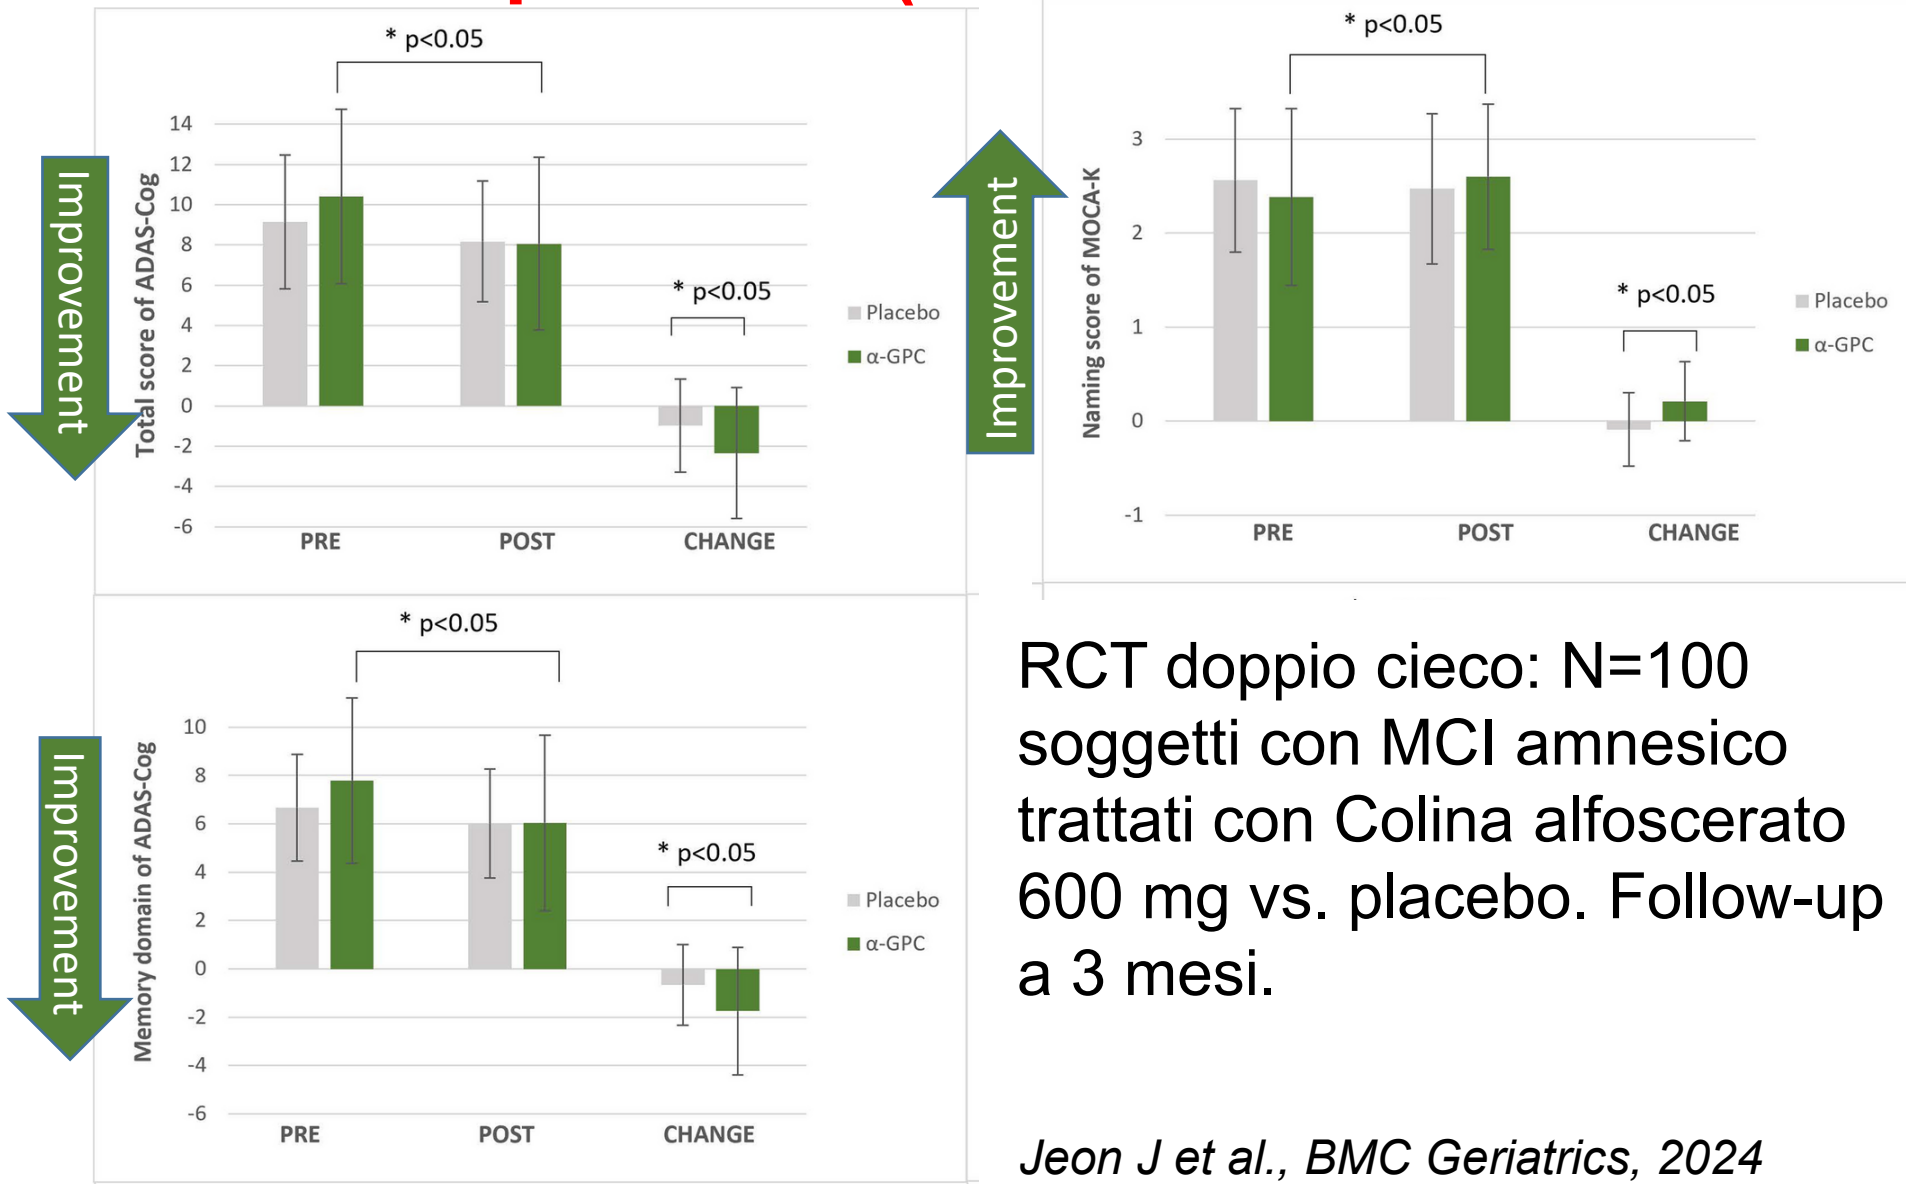 * p<0.05
Improvement
Total score of ADAS-Cog
14
12
10
8
6
4
2
0
-2
-4
-6
* p<0.05
PRE POST CHANGE
Placebo
α-GPC
* p<0.05
Improvement
Naming score of MOCA-K
3
2
1
0
-1
* p<0.05
PRE POST CHANGE
Placebo
α-GPC
* p<0.05
Improvement
Memory domain of ADAS-Cog
10
8
6
4
2
0
-2
-4
-6
* p<0.05
PRE POST CHANGE
Placebo
α-GPC
RCT doppio cieco: N=100
soggetti con MCI amnesico
trattati con Colina alfoscerato
600 mg vs. placebo. Follow-up
a 3 mesi.
Jeon J et al., BMC Geriatrics, 2024